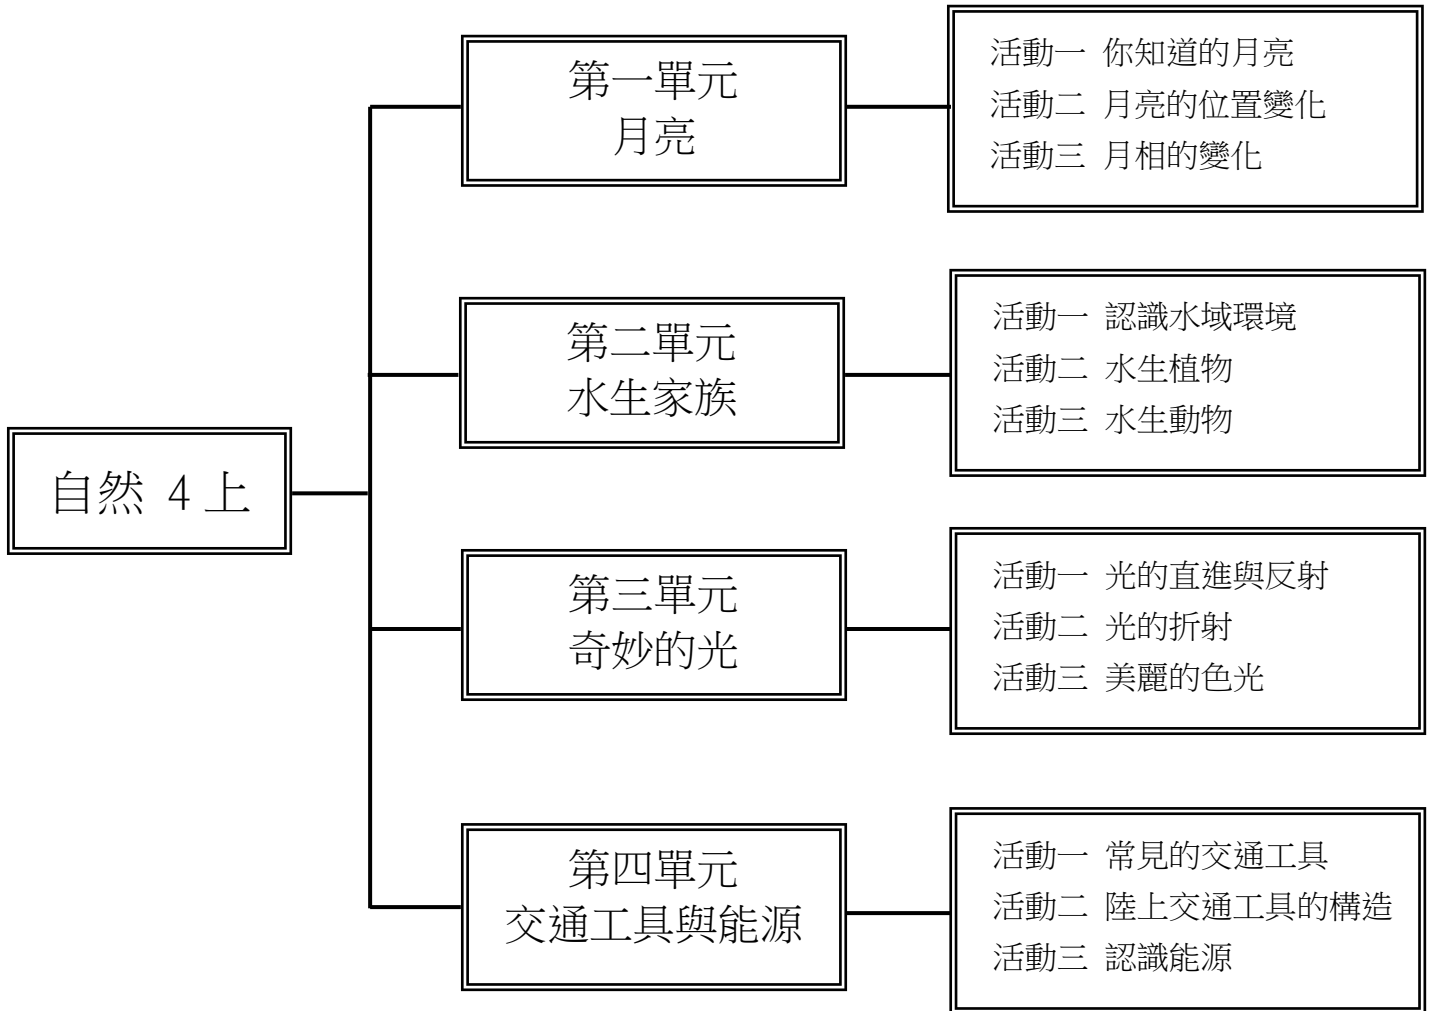 自然 4 上
第一單元
月亮
活動一 你知道的月亮
活動二 月亮的位置變化
活動三 月相的變化
第二單元
水生家族
活動一 認識水域環境
活動二 水生植物
活動三 水生動物
第三單元
奇妙的光
活動一 光的直進與反射
活動二 光的折射
活動三 美麗的色光
第四單元
交通工具與能源
活動一 常見的交通工具
活動二 陸上交通工具的構造
活動三 認識能源